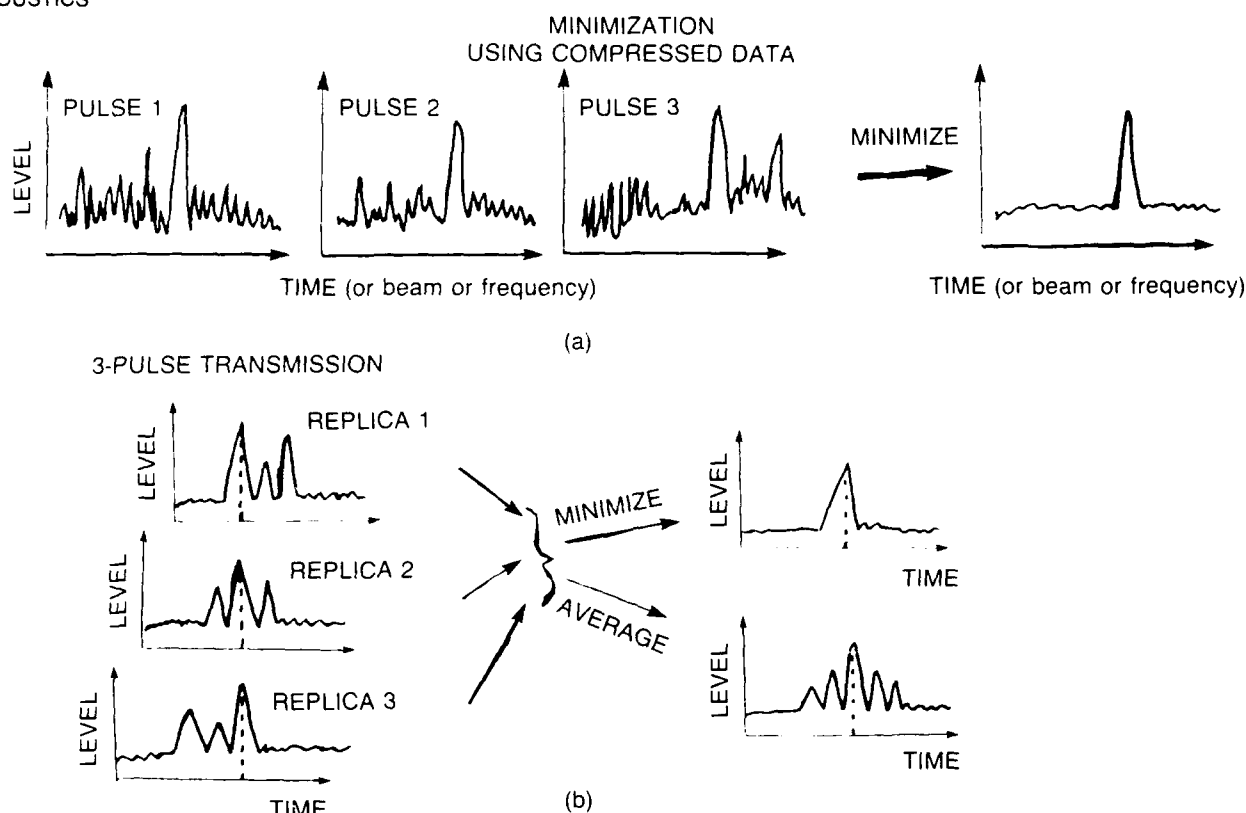 MINIMIZATION
USING COMPRESSED DATA
PULSE 1
PULSE 2
PULSE 3
MINIMIZE
LEVEL
TIME (or beam or frequency)
TIME (or beam or frequency)
(a)
3-PULSE TRANSMISSION
REPLICA 1
LEVEL
REPLICA 2
LEVEL
REPLICA 3
LEVEL
TIME
MINIMIZE
AVERAGE
LEVEL
TIME
LEVEL
TIME
(b)